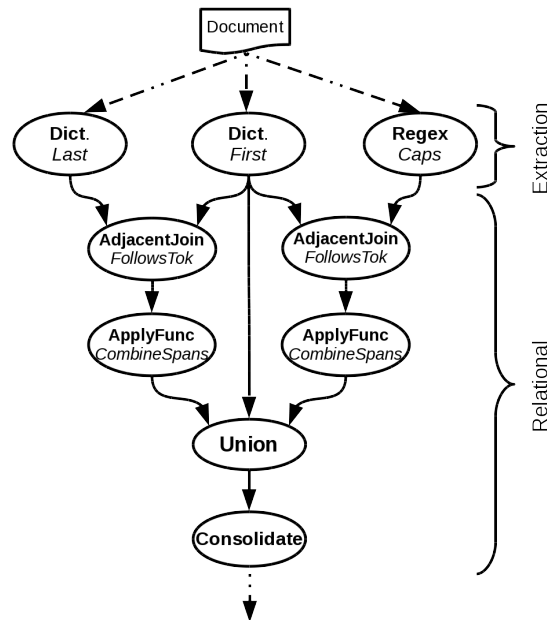 Document
Dict.
Last
Dict.
First
Regex
Caps
Extraction
AdjacentJoin
FollowsTok
AdjacentJoin
FollowsTok
ApplyFunc
CombineSpans
ApplyFunc
CombineSpans
Relational
Union
Consolidate